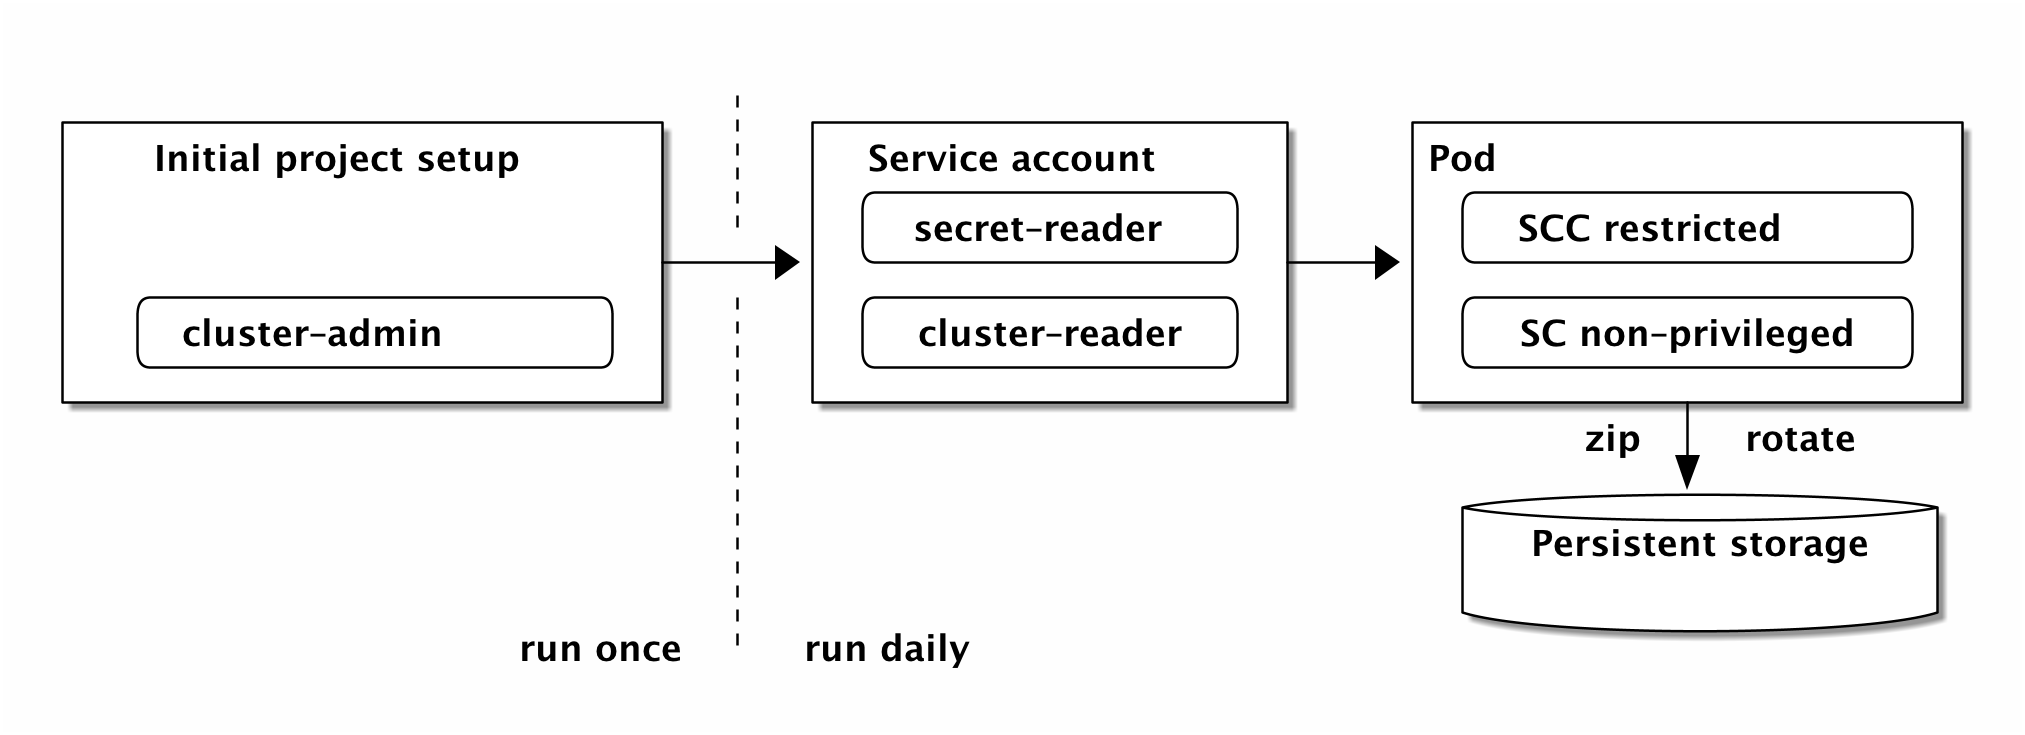 Initial project setup
cluster-admin
Service account
secret-reader
cluster-reader
Pod
SCC restricted
SC non-privileged
zip
rotate
Persistent storage
run once
run daily